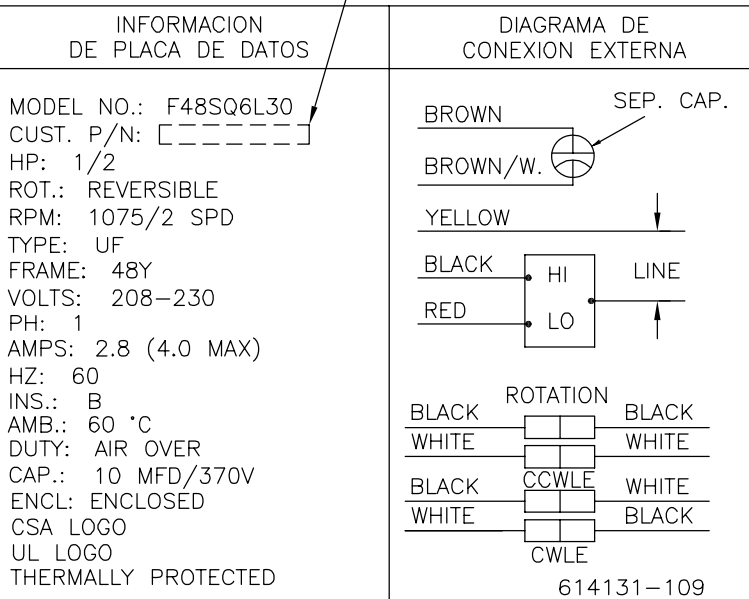 INFORMACION
DE PLACA DE DATOS
MODEL NO.: F48SQ6L30
CUST. P/N:
HP: 1/2
ROT.: REVERSIBLE
RPM: 1075/2 SPD
TYPE: UF
FRAME: 48Y
VOLTS: 208-230
PH: 1
AMPS: 2.8 (4.0 MAX)
HZ: 60
INS.: B
AMB.: 60 °C
DUTY: AIR OVER
CAP.: 10 MFD/370V
ENCL: ENCLOSED
CSA LOGO
UL LOGO
THERMALLY PROTECTED
DIAGRAMA DE
CONEXION EXTERNA
BROWN
SEP. CAP.
BROWN/W.
YELLOW
BLACK HI LINE
RED LO
ROTATION
BLACK BLACK
WHITE WHITE
CCWLE
BLACK WHITE
WHITE BLACK
CWLE
614131-109